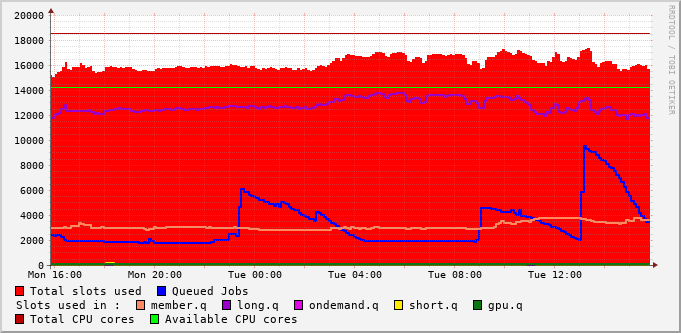 RRDTOOL / TOBI OETIKER
20000
18000
16000
14000
12000
10000
8000
6000
4000
2000
0
Mon 16:00 Mon 20:00 Tue 00:00 Tue 04:00 Tue 08:00 Tue 12:00
Total slots used Queued Jobs
Slots used in : member.q long.q ondemand.q short.q gpu.q
Total CPU cores Available CPU cores